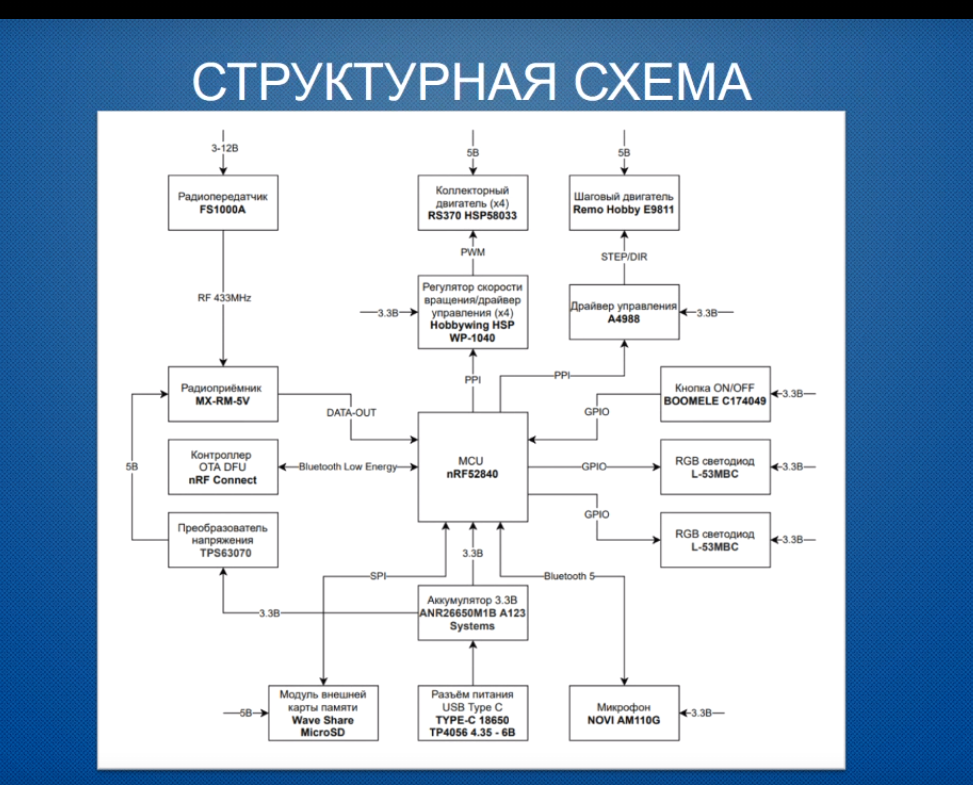 СТРУКТУРНАЯ СХЕМА
3-12В
5В
5В
Радиопередатчик
FS1000A
Коллекторный
двигатель (x4)
RS370 HSP58033
Шаговый двигатель
Remo Hobby E9811
PWM
STEP/DIR
RF 433MHz
Регулятор скорости
вращения/драйвер
управления (x4)
Hobbywing HSP
WP-1040
3.3В
Драйвер управления
A4988
3.3В
PPI
PPI
Радиоприёмник
MX-RM-5V
DATA-OUT
Кнопка ON/OFF
BOOMELE C174049
3.3В
GPIO
5В
Контроллер
OTA DFU
nRF Connect
Bluetooth Low Energy
MCU
nRF52840
GPIO
RGB светодиод
L-53MBC
3.3В
GPIO
Преобразователь
напряжения
TPS63070
RGB светодиод
L-53MBC
3.3В
3.3В
SPI
Bluetooth 5
3.3В
Аккумулятор 3.3В
ANR26650M1B A123
Systems
5В
Модуль внешней
карты памяти
Wave Share
MicroSD
Разъём питания
USB Type C
TYPE-C 18650
TP4056 4.35 - 6В
Микрофон
NOVI AM110G
3.3В